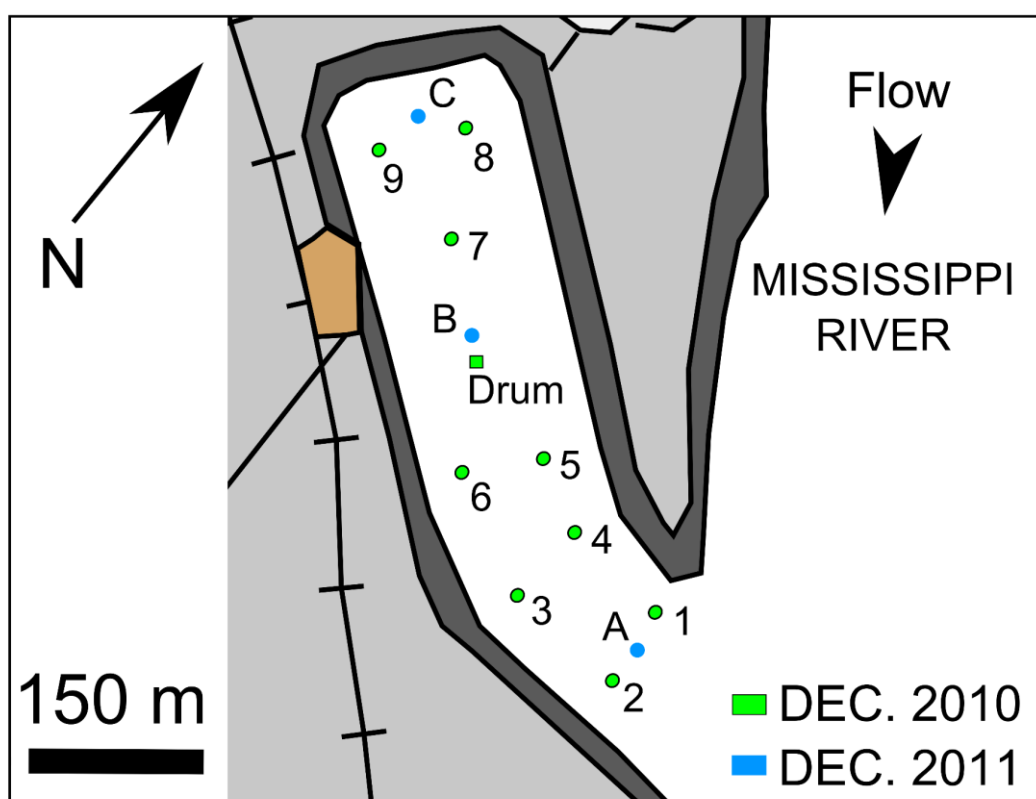 C
Flow
8
9
N
7
MISSISSIPPI
RIVER
B
Drum
5
6
4
3
1
A
2
150 m
DEC. 2010
DEC. 2011